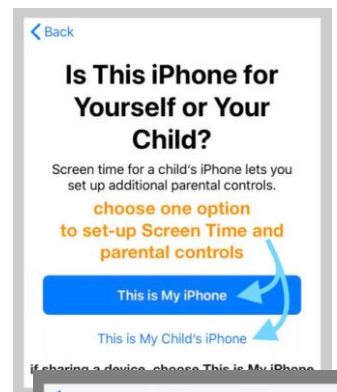 Back
Is This iPhone for
Yourself or Your
Child?
Screen time for a child's iPhone lets you
set up additional parental controls.
choose one option
to set-up Screen Time and
parental controls
This is My iPhone
This is My Child's iPhone
if sharing a device, choose This is My iPhone